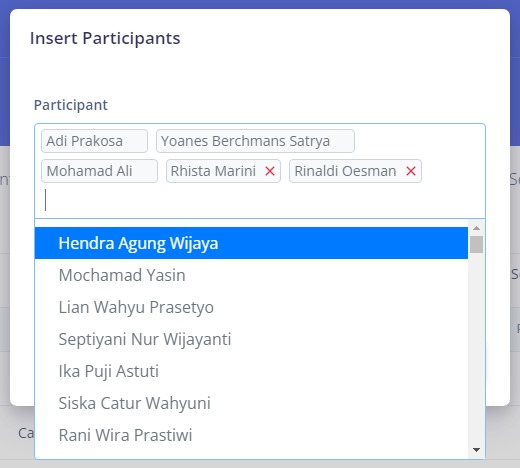 Insert Participants
Participant
Adi Prakosa Yoanes Berchmans Satrya
Mohamad Ali Rhista Marini × Rinaldi Oesman ×
Hendra Agung Wijaya
Mochamad Yasin
Lian Wahyu Prasetyo
Septiyani Nur Wijayanti
Ika Puji Astuti
Siska Catur Wahyuni
Ca
Rani Wira Prastiwi